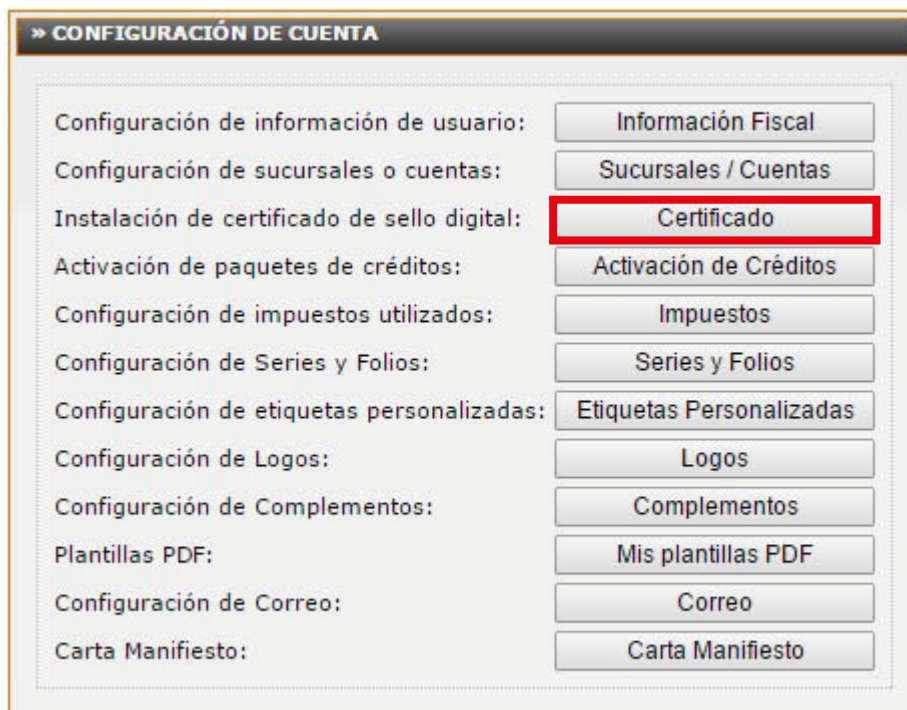 » CONFIGURACIÓN DE CUENTA
Configuración de información de usuario: Información Fiscal
Configuración de sucursales o cuentas: Sucursales / Cuentas
Instalación de certificado de sello digital: Certificado
Activación de paquetes de créditos: Activación de Créditos
Configuración de impuestos utilizados: Impuestos
Configuración de Series y Folios: Series y Folios
Configuración de etiquetas personalizadas: Etiquetas Personalizadas
Configuración de Logos: Logos
Configuración de Complementos: Complementos
Plantillas PDF: Mis plantillas PDF
Configuración de Correo: Correo
Carta Manifiesto: Carta Manifiesto